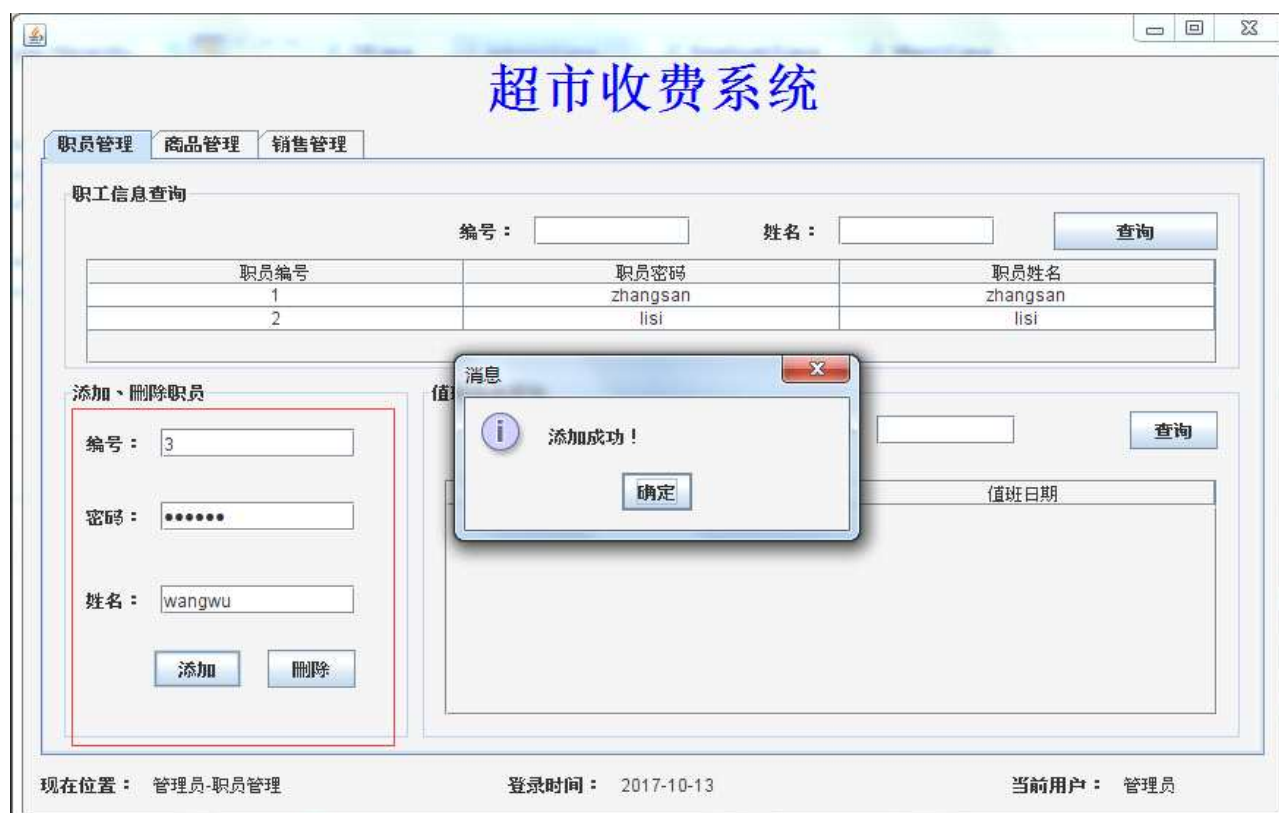 超市收费系统
职员管理 商品管理 销售管理
职工信息查询
编号： 姓名： 查询
职员编号 职员密码 职员姓名
1 zhangsan zhangsan
2 lisi lisi
消息
添加成功！
确定
添加、删除职员
编号： 3
密码： ••••••
姓名： wangwu
添加 删除
值
查询
值班日期
现在位置： 管理员-职员管理 登录时间： 2017-10-13 当前用户： 管理员